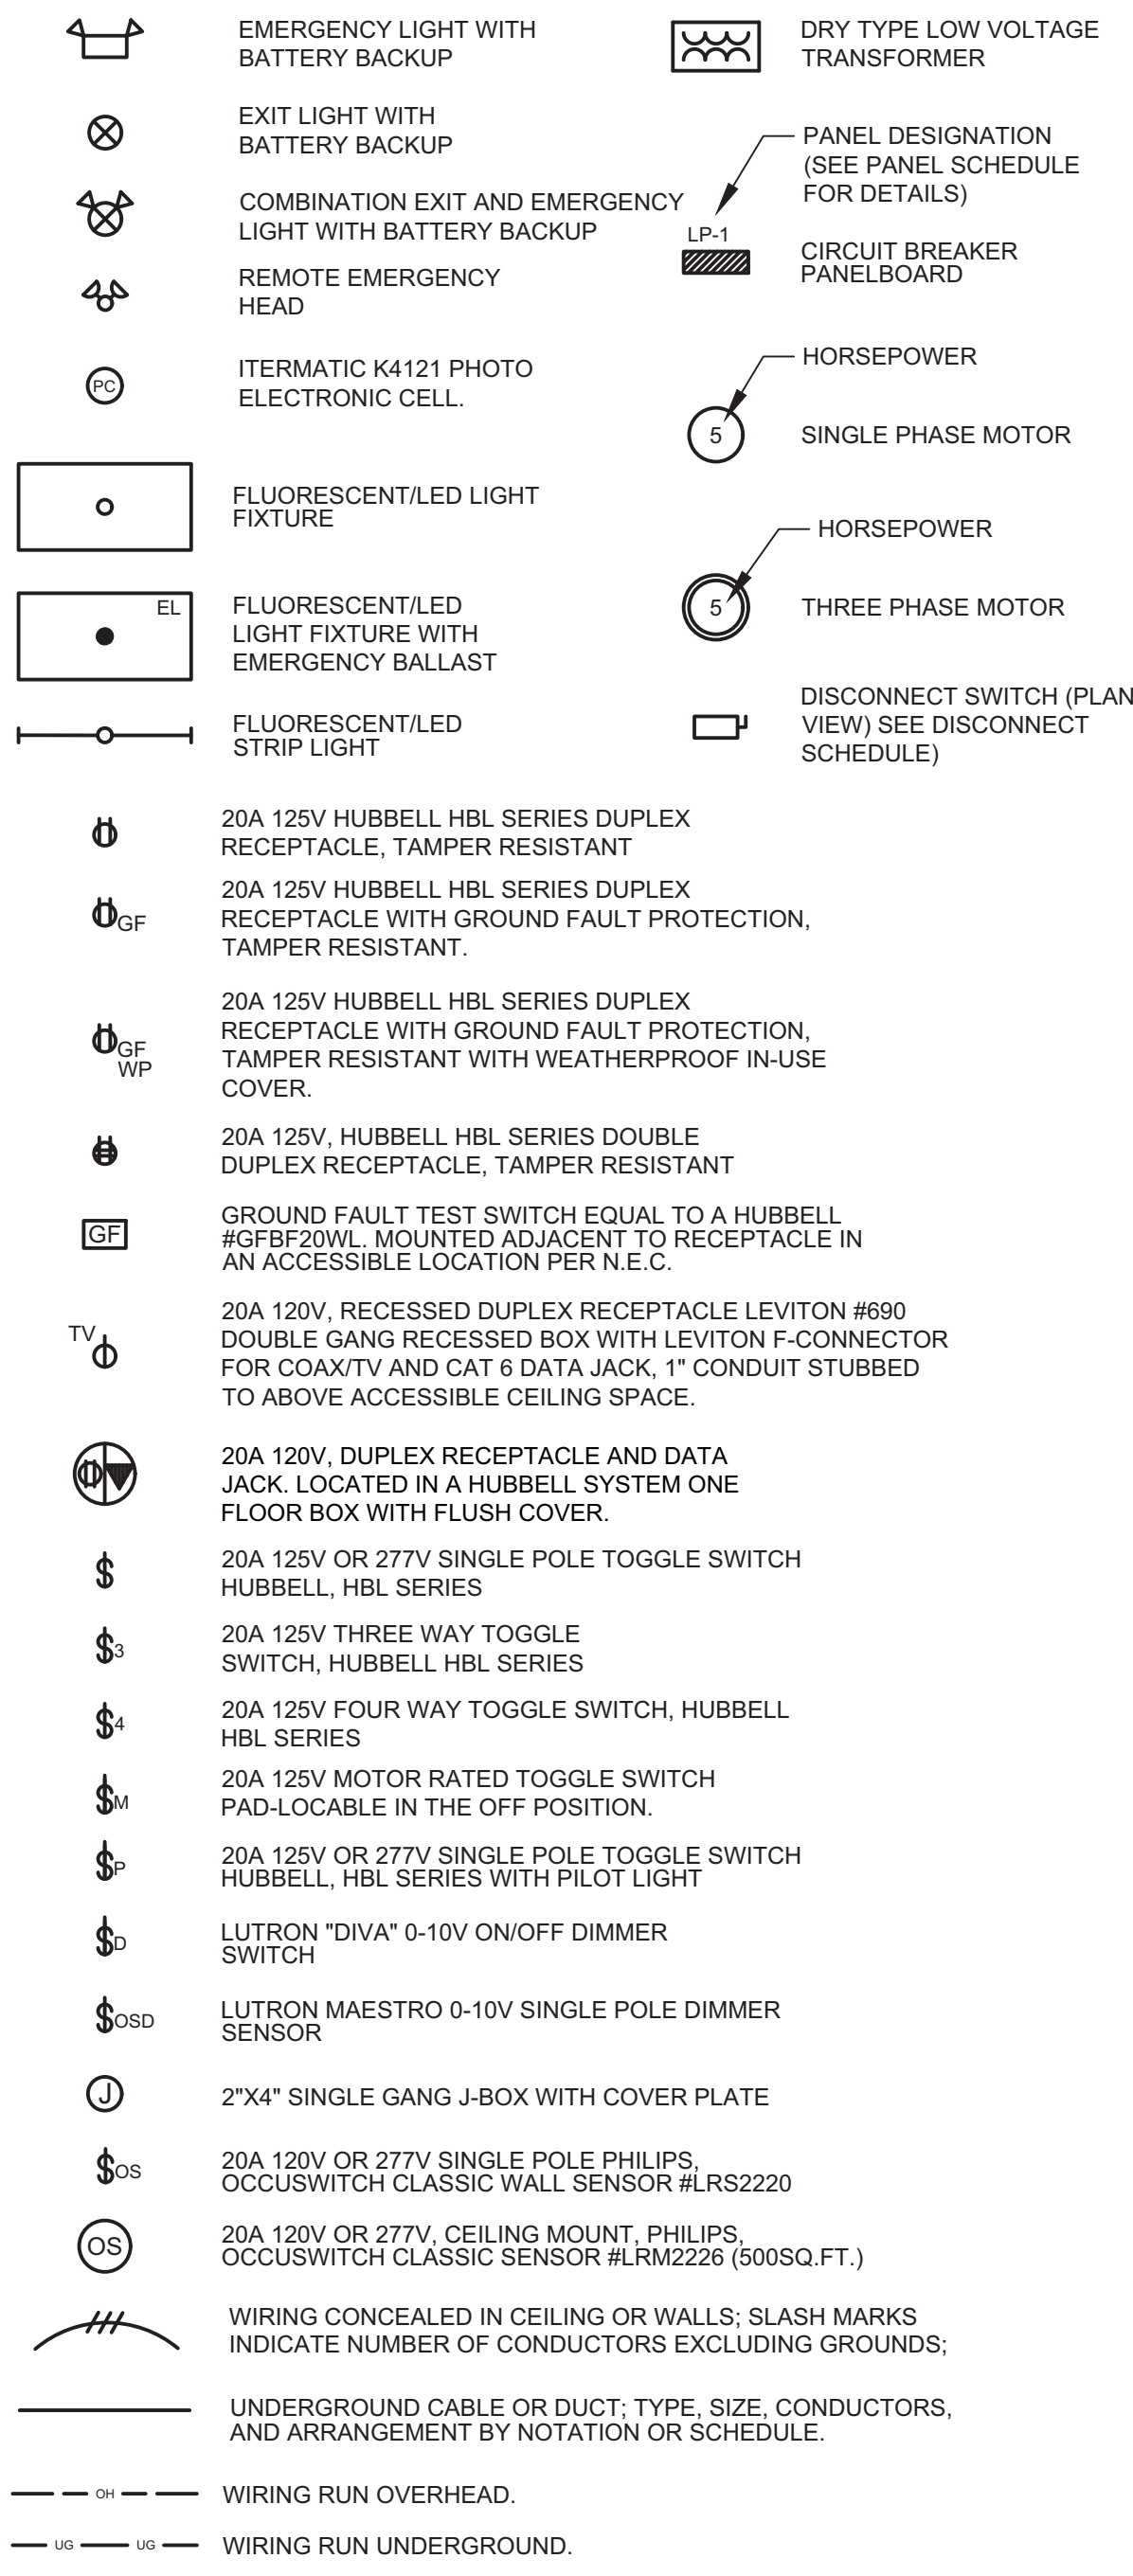 EMERGENCY LIGHT WITH
BATTERY BACKUP
EXIT LIGHT WITH
BATTERY BACKUP
COMBINATION EXIT AND EMERGENCY
LIGHT WITH BATTERY BACKUP
REMOTE EMERGENCY
HEAD
PC
ITERMATIC K4121 PHOTO
ELECTRONIC CELL.
FLUORESCENT/LED LIGHT
FIXTURE
EL
FLUORESCENT/LED
LIGHT FIXTURE WITH
EMERGENCY BALLAST
FLUORESCENT/LED
STRIP LIGHT
DRY TYPE LOW VOLTAGE
TRANSFORMER
PANEL DESIGNATION
(SEE PANEL SCHEDULE
FOR DETAILS)
LP-1
CIRCUIT BREAKER
PANELBOARD
HORSEPOWER
5
SINGLE PHASE MOTOR
HORSEPOWER
5
THREE PHASE MOTOR
DISCONNECT SWITCH (PLAN
VIEW) SEE DISCONNECT
SCHEDULE)
20A 125V HUBBELL HBL SERIES DUPLEX
RECEPTACLE, TAMPER RESISTANT
GF
20A 125V HUBBELL HBL SERIES DUPLEX
RECEPTACLE WITH GROUND FAULT PROTECTION,
TAMPER RESISTANT.
GF
WP
20A 125V HUBBELL HBL SERIES DUPLEX
RECEPTACLE WITH GROUND FAULT PROTECTION,
TAMPER RESISTANT WITH WEATHERPROOF IN-USE
COVER.
20A 125V, HUBBELL HBL SERIES DOUBLE
DUPLEX RECEPTACLE, TAMPER RESISTANT
GF
GROUND FAULT TEST SWITCH EQUAL TO A HUBBELL
#GFBF20WL. MOUNTED ADJACENT TO RECEPTACLE IN
AN ACCESSIBLE LOCATION PER N.E.C.
TV
20A 120V, RECESSED DUPLEX RECEPTACLE LEVITON #690
DOUBLE GANG RECESSED BOX WITH LEVITON F-CONNECTOR
FOR COAX/TV AND CAT 6 DATA JACK, 1" CONDUIT STUBBED
TO ABOVE ACCESSIBLE CEILING SPACE.
20A 120V, DUPLEX RECEPTACLE AND DATA
JACK. LOCATED IN A HUBBELL SYSTEM ONE
FLOOR BOX WITH FLUSH COVER.
$
20A 125V OR 277V SINGLE POLE TOGGLE SWITCH
HUBBELL, HBL SERIES
$3
20A 125V THREE WAY TOGGLE
SWITCH, HUBBELL HBL SERIES
$4
20A 125V FOUR WAY TOGGLE SWITCH, HUBBELL
HBL SERIES
$M
20A 125V MOTOR RATED TOGGLE SWITCH
PAD-LOCABLE IN THE OFF POSITION.
$P
20A 125V OR 277V SINGLE POLE TOGGLE SWITCH
HUBBELL, HBL SERIES WITH PILOT LIGHT
$D
LUTRON "DIVA" 0-10V ON/OFF DIMMER
SWITCH
$OSD
LUTRON MAESTRO 0-10V SINGLE POLE DIMMER
SENSOR
J
2"X4" SINGLE GANG J-BOX WITH COVER PLATE
$OS
20A 120V OR 277V SINGLE POLE PHILIPS,
OCCUSWITCH CLASSIC WALL SENSOR #LRS2220
OS
20A 120V OR 277V, CEILING MOUNT, PHILIPS,
OCCUSWITCH CLASSIC SENSOR #LRM2226 (500SQ.FT.)
WIRING CONCEALED IN CEILING OR WALLS; SLASH MARKS
INDICATE NUMBER OF CONDUCTORS EXCLUDING GROUNDS;
UNDERGROUND CABLE OR DUCT; TYPE, SIZE, CONDUCTORS,
AND ARRANGEMENT BY NOTATION OR SCHEDULE.
OH
WIRING RUN OVERHEAD.
UG UG
WIRING RUN UNDERGROUND.